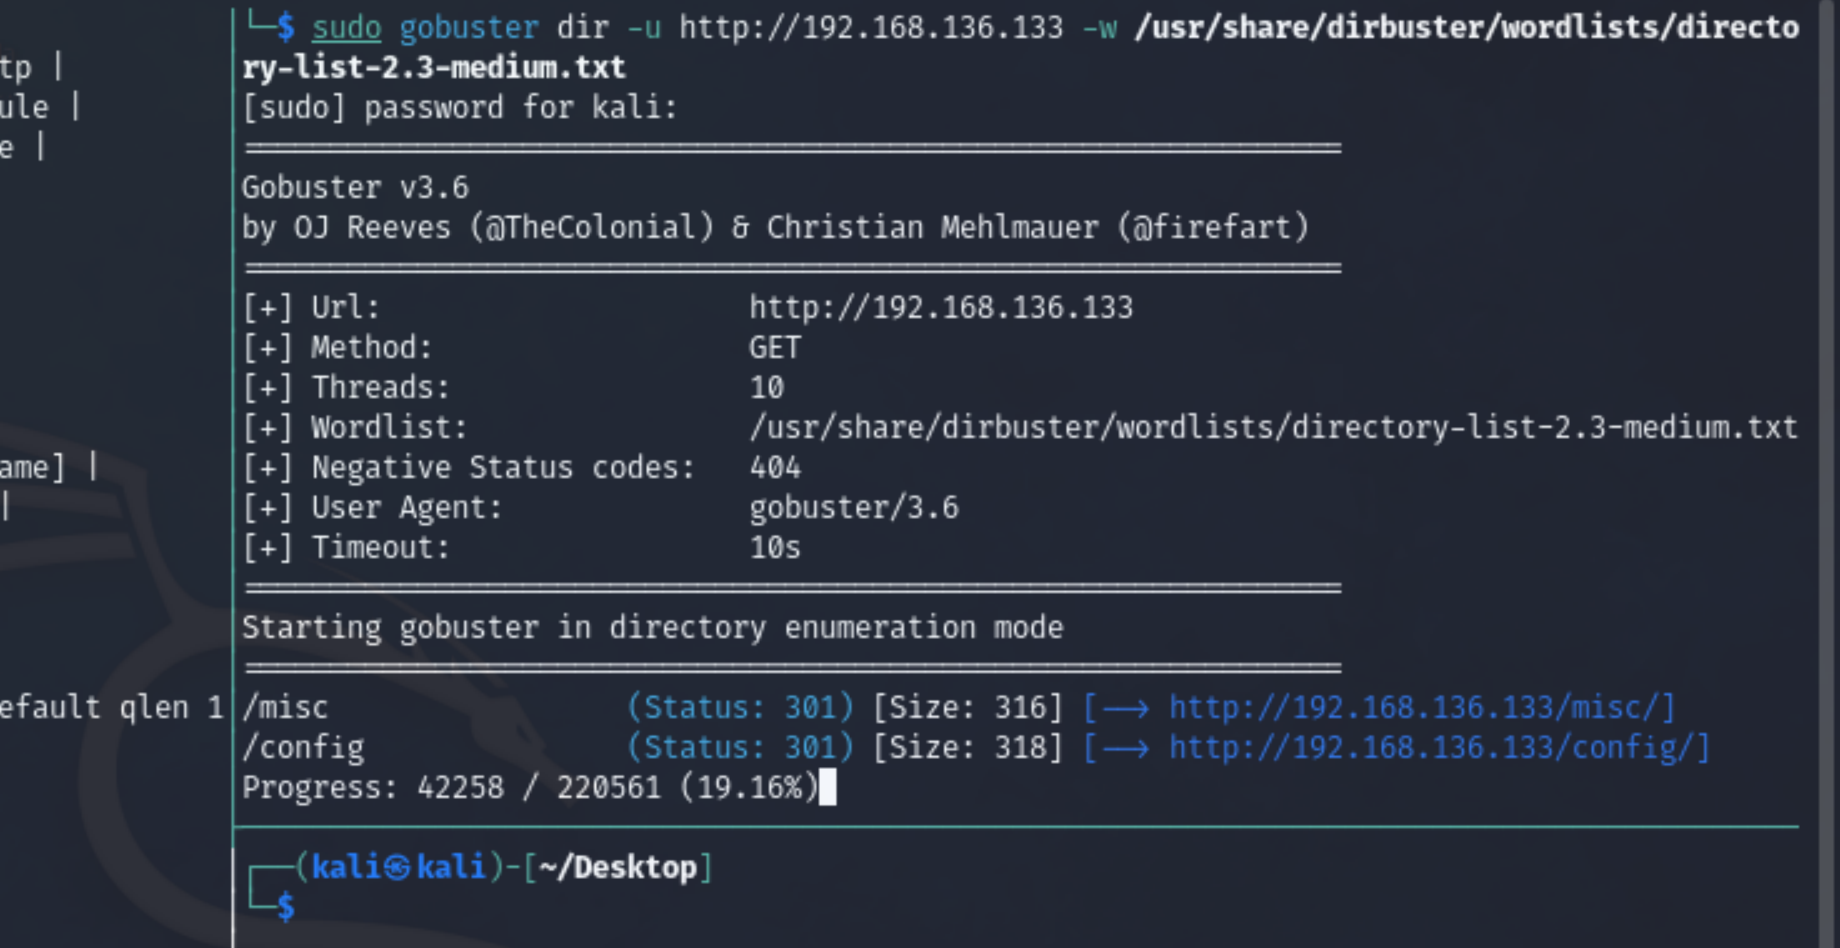 └─$ sudo gobuster dir -u http://192.168.136.133 -w /usr/share/dirbuster/wordlists/directo
ry-list-2.3-medium.txt
[sudo] password for kali:
===============================================================
Gobuster v3.6
by OJ Reeves (@TheColonial) & Christian Mehlmauer (@firefart)
===============================================================
[+] Url: http://192.168.136.133
[+] Method: GET
[+] Threads: 10
[+] Wordlist: /usr/share/dirbuster/wordlists/directory-list-2.3-medium.txt
[+] Negative Status codes: 404
[+] User Agent: gobuster/3.6
[+] Timeout: 10s
===============================================================
Starting gobuster in directory enumeration mode
===============================================================
/misc (Status: 301) [Size: 316] [--> http://192.168.136.133/misc/]
/config (Status: 301) [Size: 318] [--> http://192.168.136.133/config/]
Progress: 42258 / 220561 (19.16%)
┌──(kali㉿kali)-[~/Desktop]
└─$
tp |
ule |
e |
ame] |
|
efault qlen 1